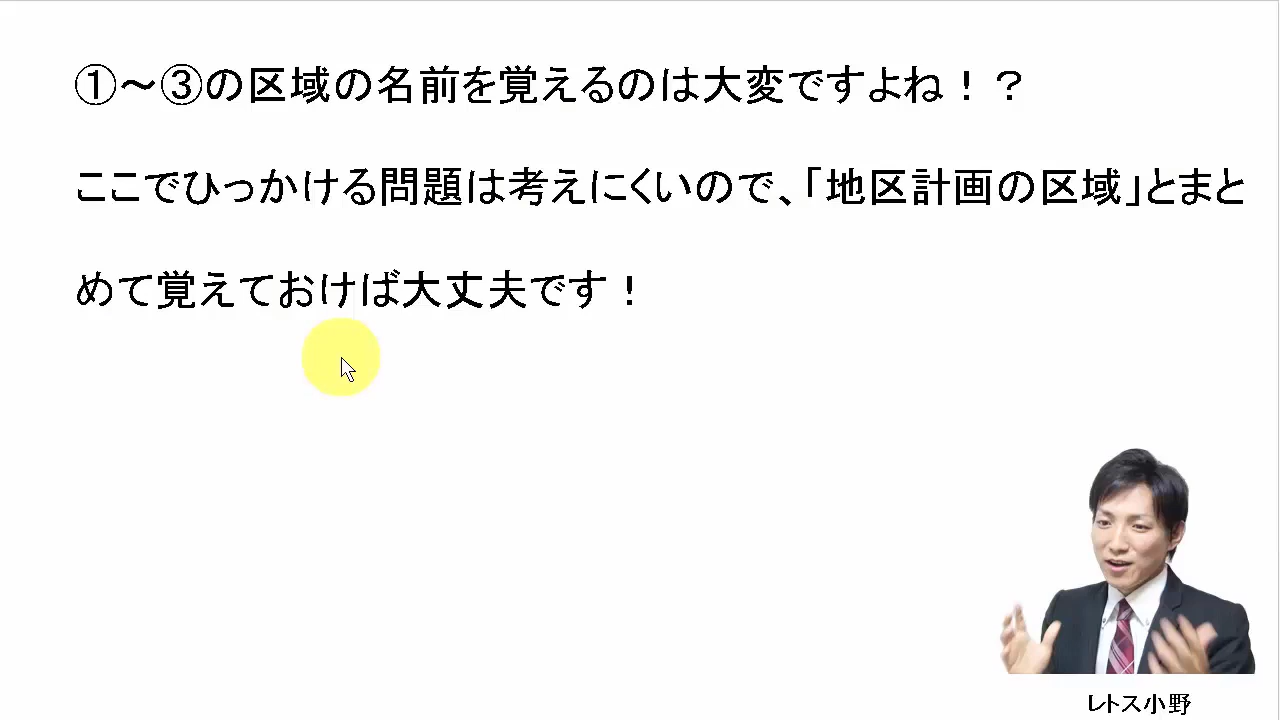 ①～③の区域の名前を覚えるのは大変ですよね！？
ここでひっかける問題は考えにくいので、「地区計画の区域」とまと
めて覚えておけば大丈夫です！
レトス小野